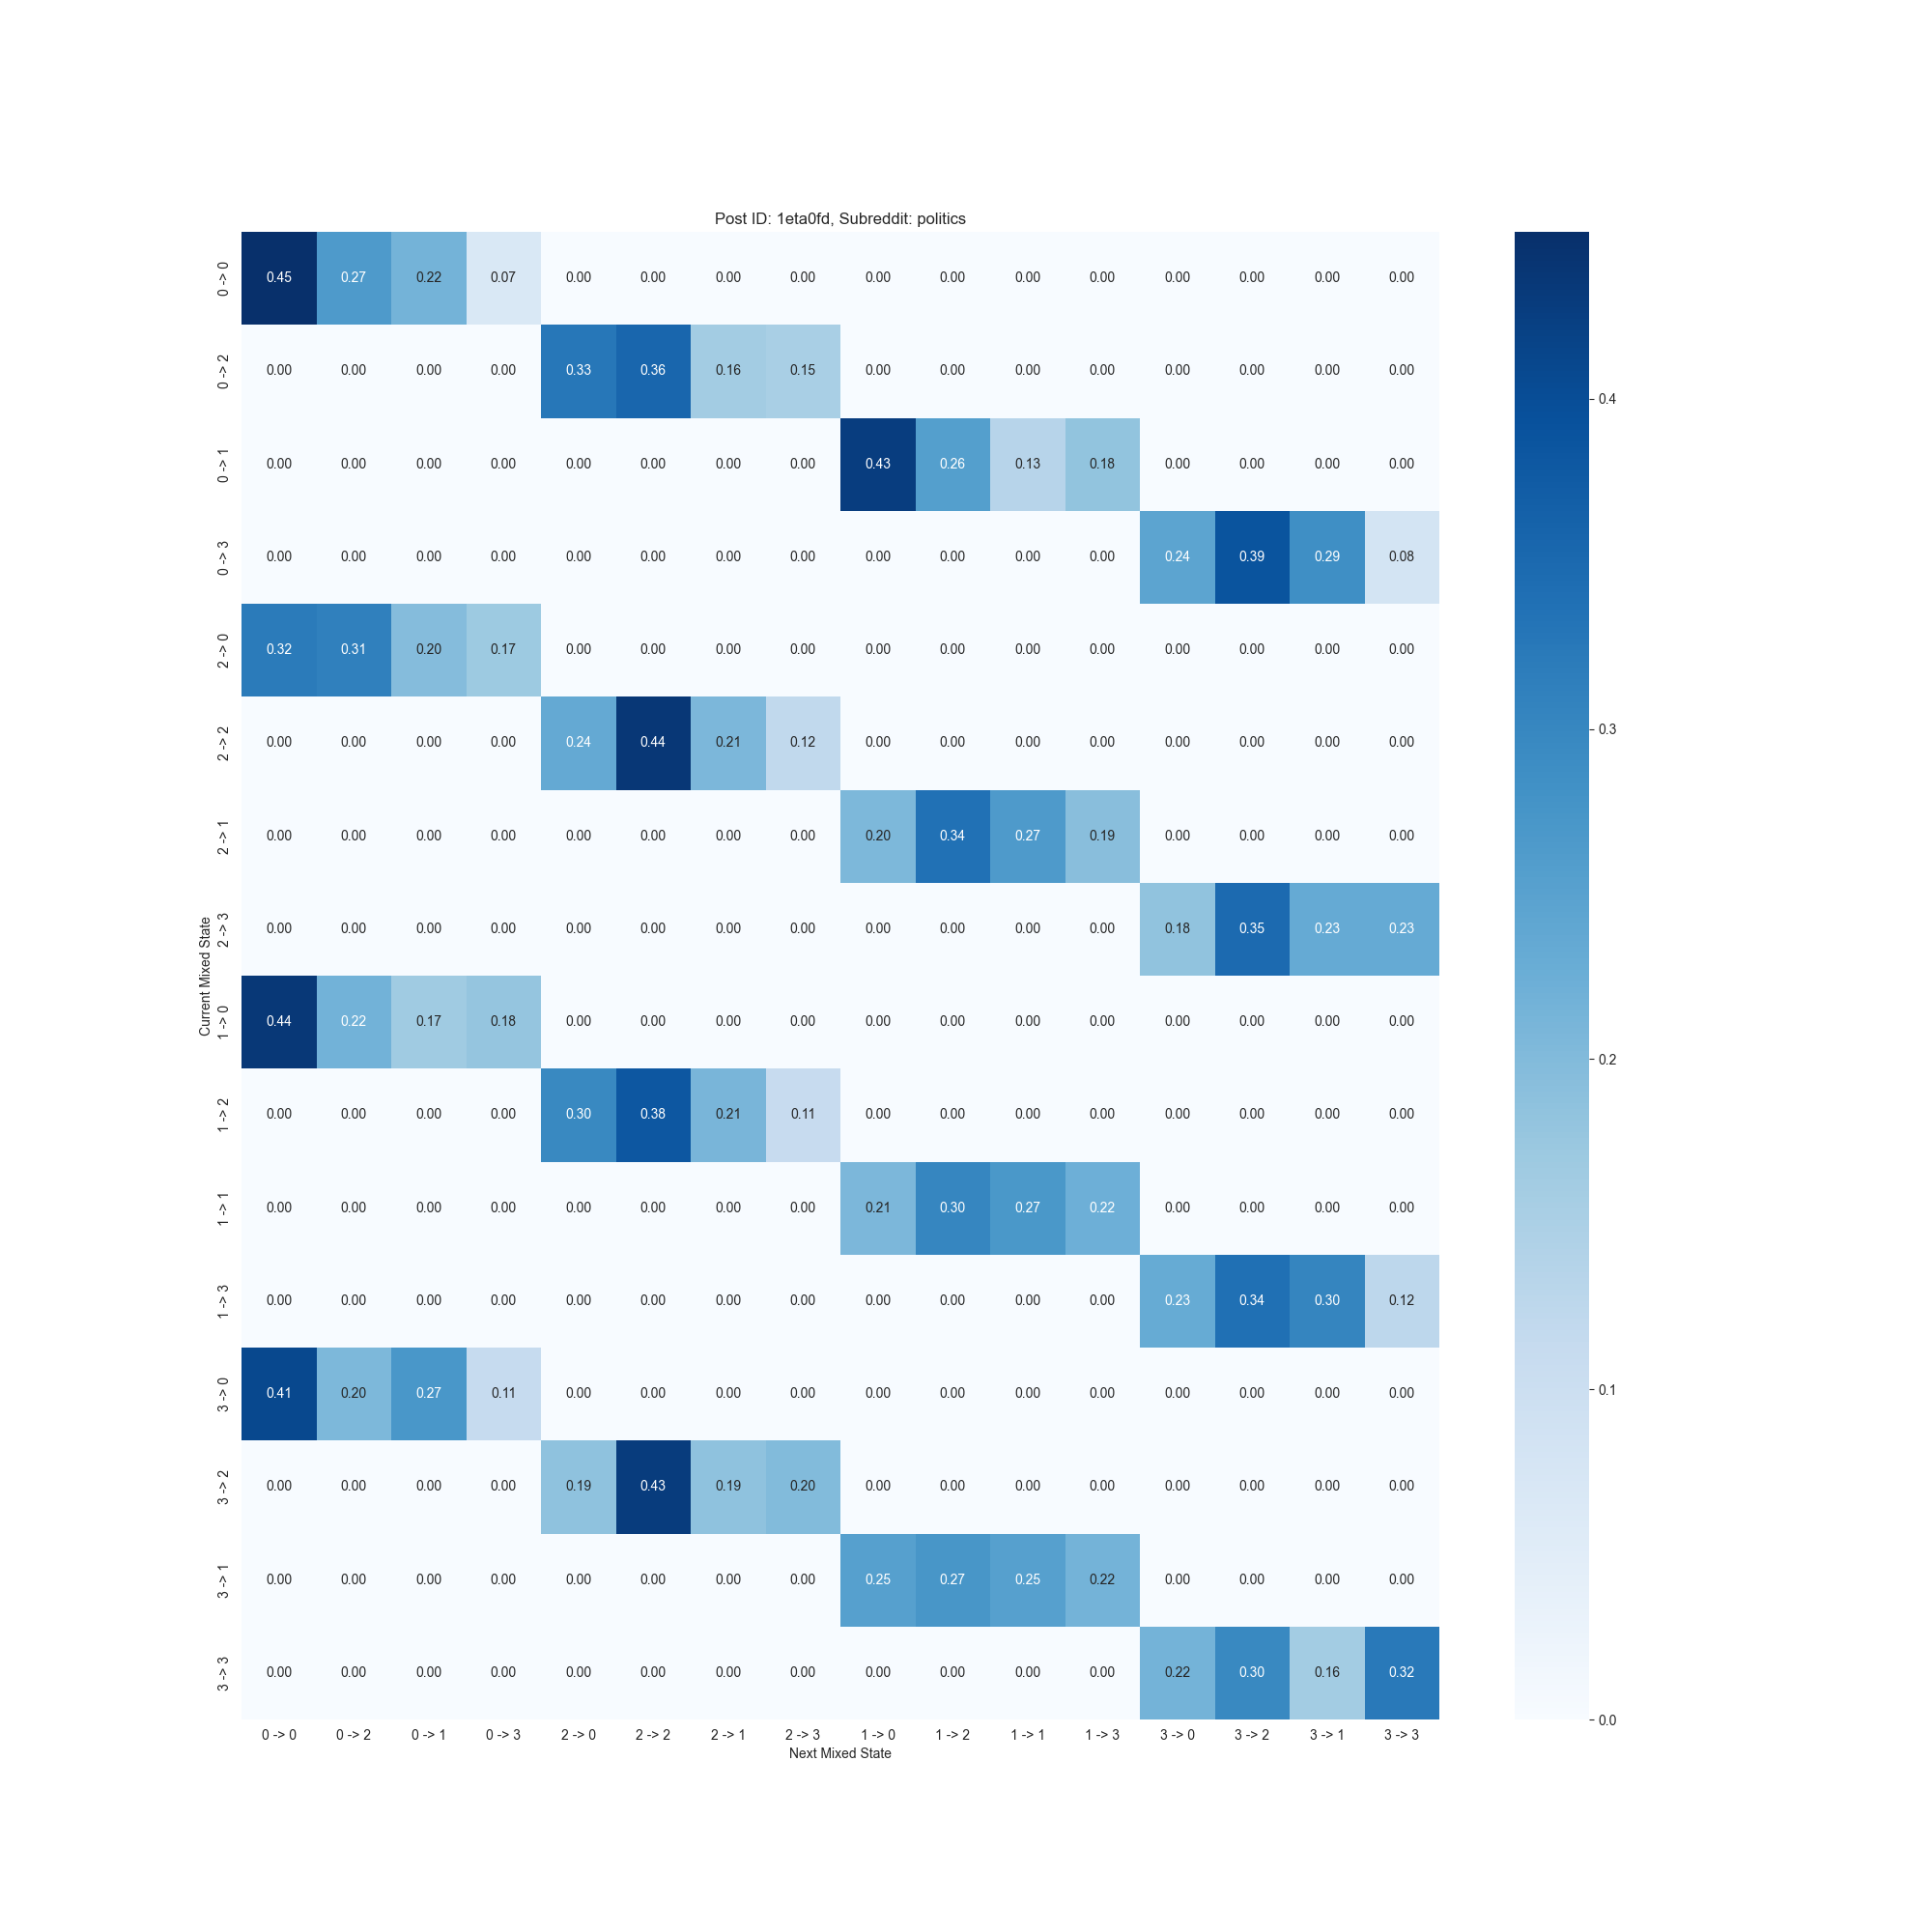 Post ID: 1eta0fd, Subreddit: politics
0 -> 0 0.45 0.27 0.22 0.07 0.00 0.00 0.00 0.00 0.00 0.00 0.00 0.00 0.00 0.00 0.00 0.00
0 -> 2 0.00 0.00 0.00 0.00 0.33 0.36 0.16 0.15 0.00 0.00 0.00 0.00 0.00 0.00 0.00 0.00
0 -> 1 0.00 0.00 0.00 0.00 0.00 0.00 0.00 0.00 0.43 0.26 0.13 0.18 0.00 0.00 0.00 0.00
0 -> 3 0.00 0.00 0.00 0.00 0.00 0.00 0.00 0.00 0.00 0.00 0.00 0.00 0.24 0.39 0.29 0.08
2 -> 0 0.32 0.31 0.20 0.17 0.00 0.00 0.00 0.00 0.00 0.00 0.00 0.00 0.00 0.00 0.00 0.00
2 -> 2 0.00 0.00 0.00 0.00 0.24 0.44 0.21 0.12 0.00 0.00 0.00 0.00 0.00 0.00 0.00 0.00
2 -> 1 0.00 0.00 0.00 0.00 0.00 0.00 0.00 0.00 0.20 0.34 0.27 0.19 0.00 0.00 0.00 0.00
2 -> 3 0.00 0.00 0.00 0.00 0.00 0.00 0.00 0.00 0.00 0.00 0.00 0.00 0.18 0.35 0.23 0.23
1 -> 0 0.44 0.22 0.17 0.18 0.00 0.00 0.00 0.00 0.00 0.00 0.00 0.00 0.00 0.00 0.00 0.00
1 -> 2 0.00 0.00 0.00 0.00 0.30 0.38 0.21 0.11 0.00 0.00 0.00 0.00 0.00 0.00 0.00 0.00
1 -> 1 0.00 0.00 0.00 0.00 0.00 0.00 0.00 0.00 0.21 0.30 0.27 0.22 0.00 0.00 0.00 0.00
1 -> 3 0.00 0.00 0.00 0.00 0.00 0.00 0.00 0.00 0.00 0.00 0.00 0.00 0.23 0.34 0.30 0.12
3 -> 0 0.41 0.20 0.27 0.11 0.00 0.00 0.00 0.00 0.00 0.00 0.00 0.00 0.00 0.00 0.00 0.00
3 -> 2 0.00 0.00 0.00 0.00 0.19 0.43 0.19 0.20 0.00 0.00 0.00 0.00 0.00 0.00 0.00 0.00
3 -> 1 0.00 0.00 0.00 0.00 0.00 0.00 0.00 0.00 0.25 0.27 0.25 0.22 0.00 0.00 0.00 0.00
3 -> 3 0.00 0.00 0.00 0.00 0.00 0.00 0.00 0.00 0.00 0.00 0.00 0.00 0.22 0.30 0.16 0.32
0 -> 0 0 -> 2 0 -> 1 0 -> 3 2 -> 0 2 -> 2 2 -> 1 2 -> 3 1 -> 0 1 -> 2 1 -> 1 1 -> 3 3 -> 0 3 -> 2 3 -> 1 3 -> 3
Next Mixed State
Current Mixed State
0.4
0.3
0.2
0.1
0.0